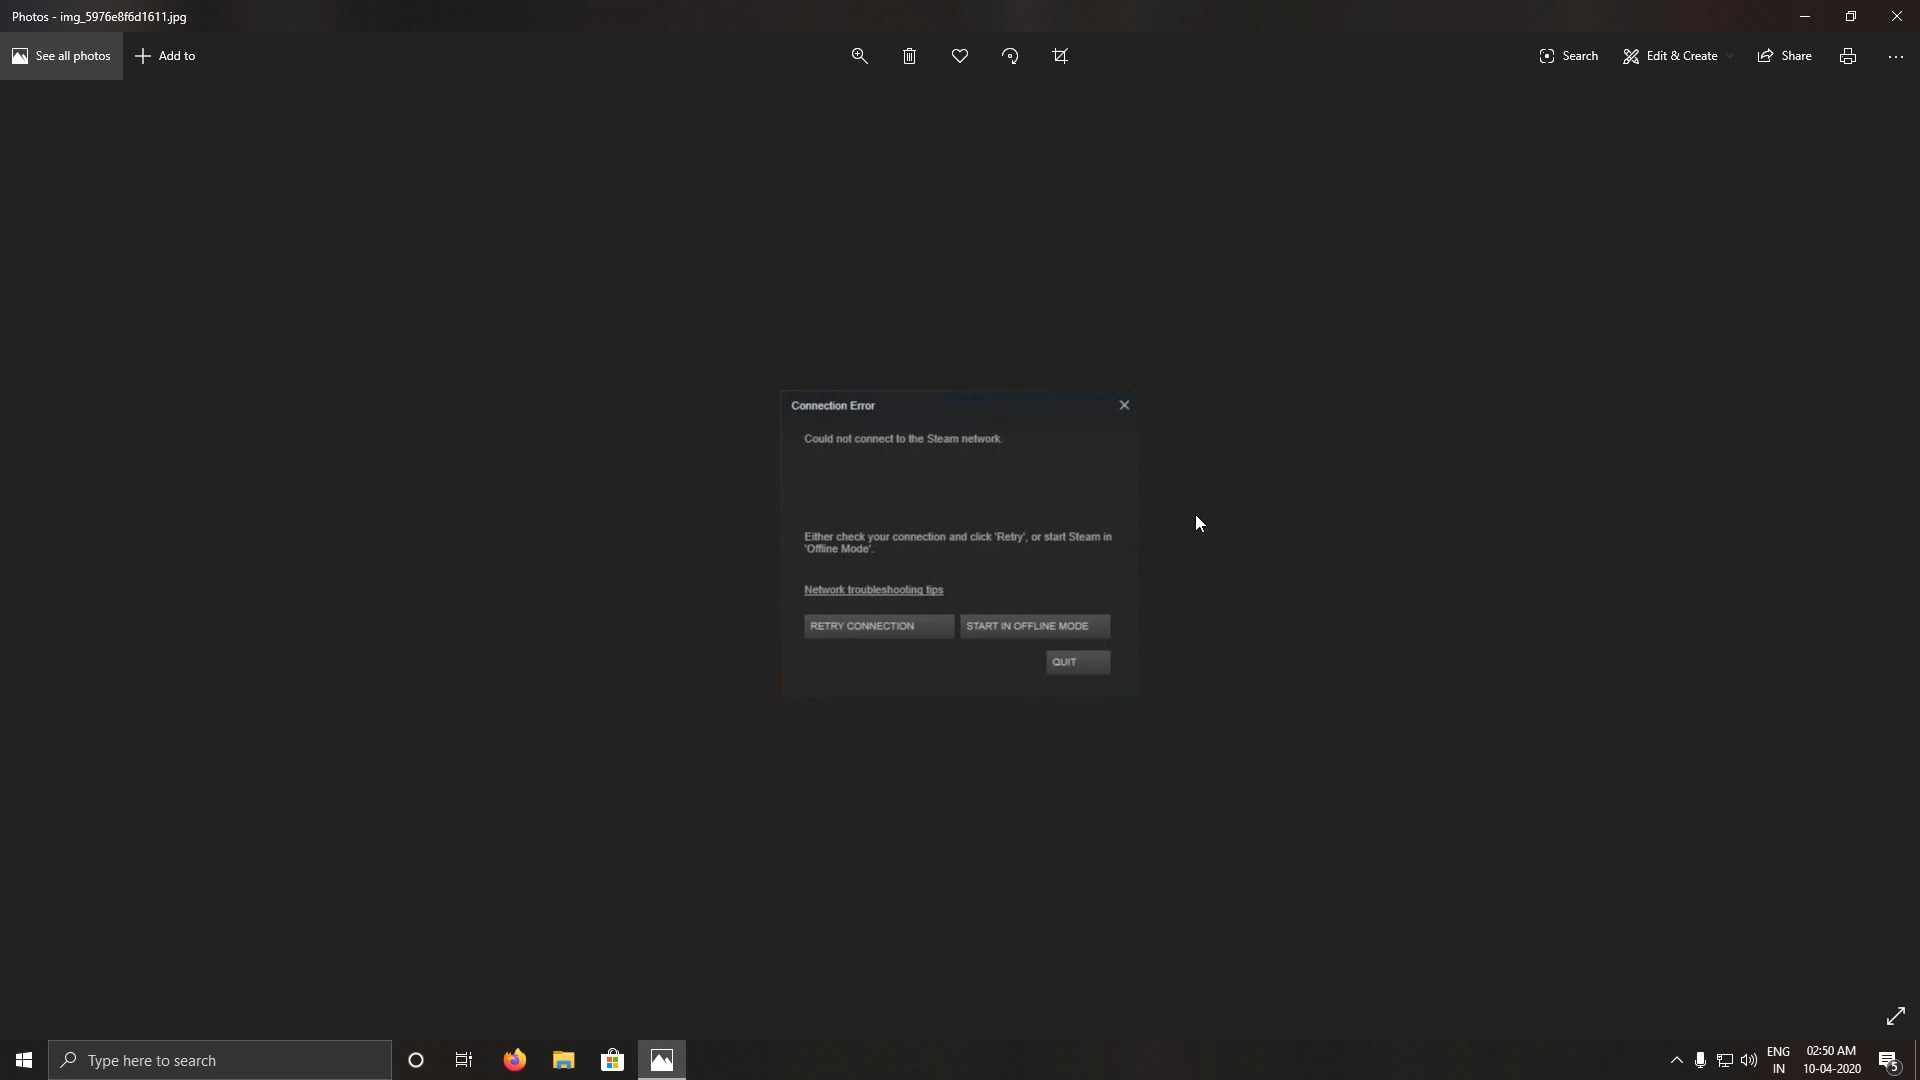 Photos - img_5976e8f6d1611.jpg
See all photos
Add to
Search
Edit & Create
Share
Connection Error
Could not connect to the Steam network.
Either check your connection and click 'Retry', or start Steam in
'Offline Mode'.
Network troubleshooting tips
RETRY CONNECTION
START IN OFFLINE MODE
QUIT
Type here to search
ENG
IN
02:50 AM
10-04-2020
5